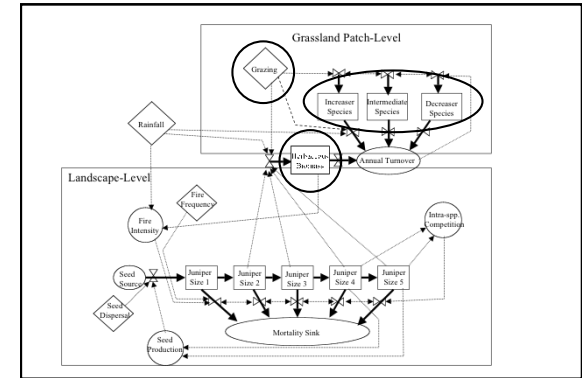 Grassland Patch-Level
Grazing
Increaser
Species
Intermediate
Species
Decreaser
Species
Rainfall
Herbaceous
Biomass
Annual Turnover
Landscape-Level
Fire
Frequency
Fire
Intensity
Intra-spp.
Competition
Seed
Source
Juniper
Size 1
Juniper
Size 2
Juniper
Size 3
Juniper
Size 4
Juniper
Size 5
Seed
Dispersal
Mortality Sink
Seed
Production